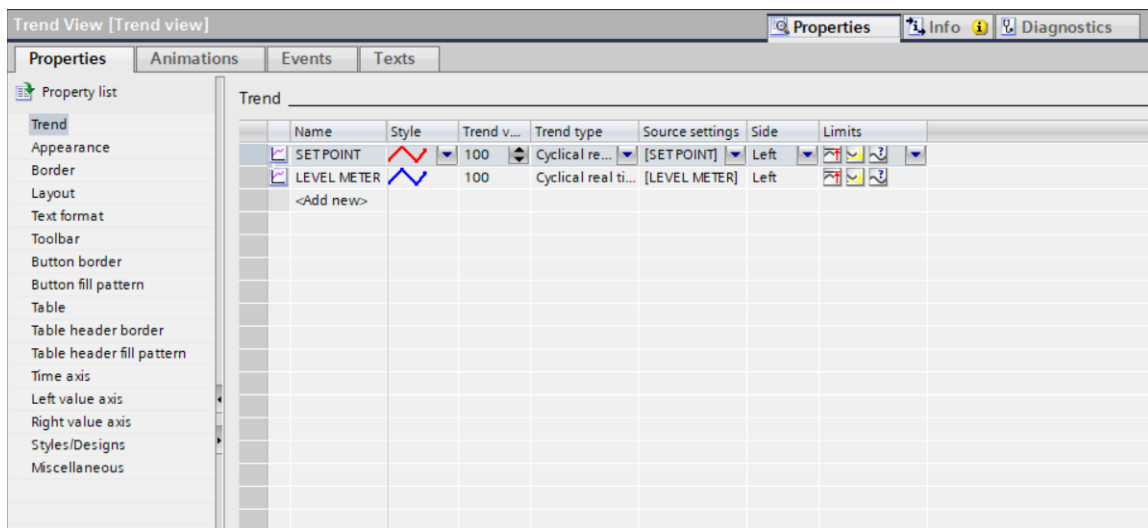 Trend View [Trend view]
Properties Info Diagnostics
Properties Animations Events Texts
Property list
Trend
Appearance
Border
Layout
Text format
Toolbar
Button border
Button fill pattern
Table
Table header border
Table header fill pattern
Time axis
Left value axis
Right value axis
Styles/Designs
Miscellaneous
Trend
Name Style Trend v... Trend type Source settings Side Limits
SETPOINT 100 Cyclical re... [SETPOINT] Left
LEVEL METER 100 Cyclical real ti... [LEVEL METER] Left
<Add new>